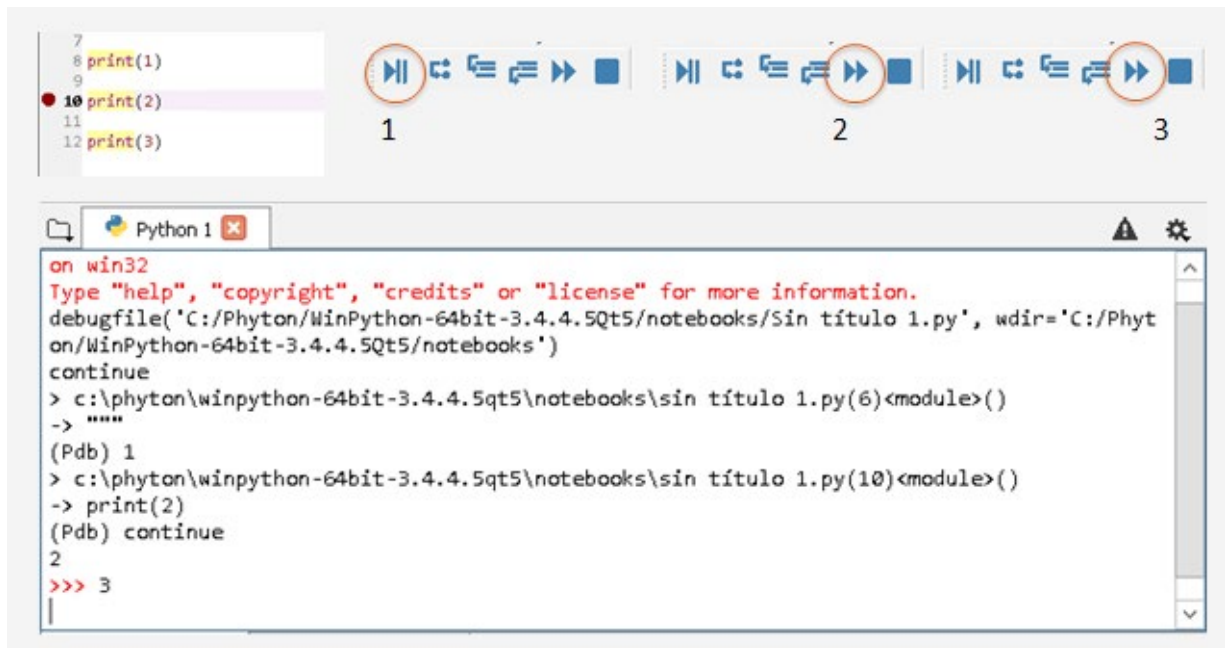 7
8 print(1)
9
10 print(2)
11
12 print(3)
1
2
3
Python 1
on win32
Type "help", "copyright", "credits" or "license" for more information.
debugfile('C:/Phyton/WinPython-64bit-3.4.4.5Qt5/notebooks/Sin título 1.py', wdir='C:/Phyt
on/WinPython-64bit-3.4.4.5Qt5/notebooks')
continue
> c:\phyton\winpython-64bit-3.4.4.5qt5\notebooks\sin título 1.py(6)<module>()
-> """
(Pdb) 1
> c:\phyton\winpython-64bit-3.4.4.5qt5\notebooks\sin título 1.py(10)<module>()
-> print(2)
(Pdb) continue
2
>>> 3